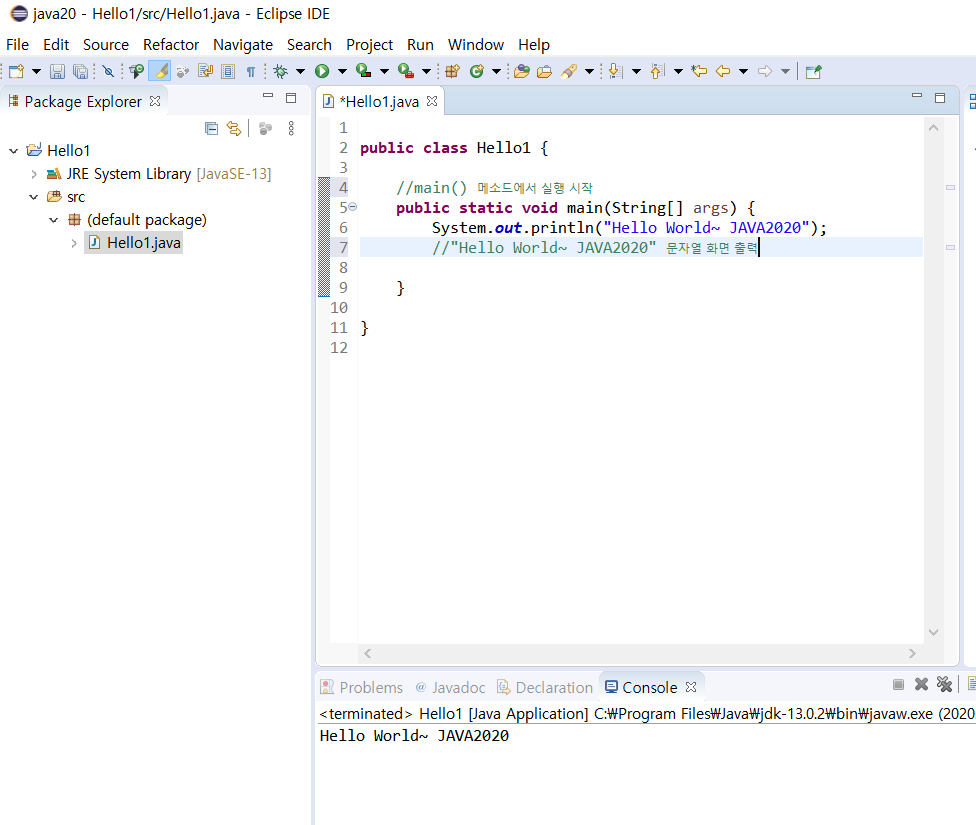 java20 - Hello1/src/Hello1.java - Eclipse IDE
File Edit Source Refactor Navigate Search Project Run Window Help
Package Explorer
Hello1
JRE System Library [JavaSE-13]
src
(default package)
Hello1.java
*Hello1.java
1
2 public class Hello1 {
3
4 //main() 메소드에서 실행 시작
5 public static void main(String[] args) {
6 System.out.println("Hello World~ JAVA2020");
7 //"Hello World~ JAVA2020" 문자열 화면 출력
8
9 }
10
11 }
12
Problems @ Javadoc Declaration Console
<terminated> Hello1 [Java Application] C:₩Program Files₩Java₩jdk-13.0.2₩bin₩javaw.exe (2020
Hello World~ JAVA2020